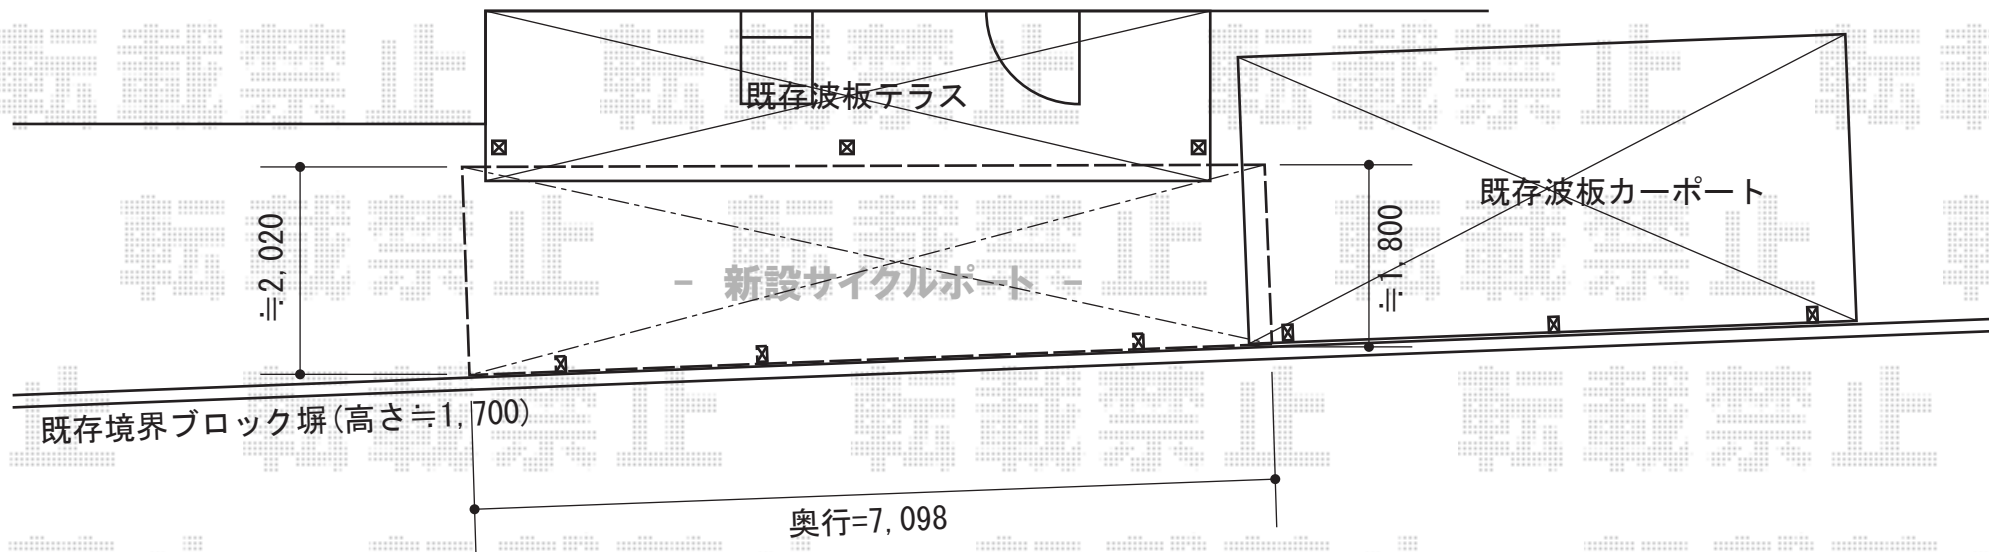 既存波板テラス
既存波板カーポート
≒2,020
- 新設サイクルポート -
≒1,800
既存境界ブロック塀(高さ≒1,700)
奥行=7,098
転載禁止